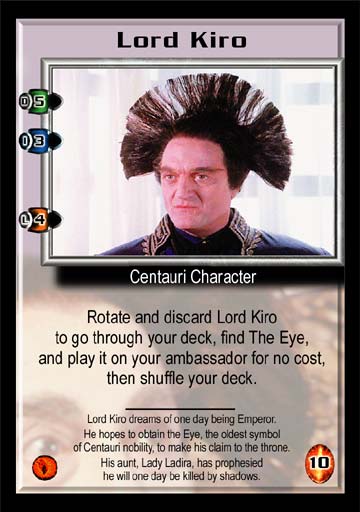 Lord Kiro
D 5
I 3
L 4
Centauri Character
Rotate and discard Lord Kiro
to go through your deck, find The Eye,
and play it on your ambassador for no cost,
then shuffle your deck.
Lord Kiro dreams of one day being Emperor.
He hopes to obtain the Eye, the oldest symbol
of Centauri nobility, to make his claim to the throne.
His aunt, Lady Ladira, has prophesied
he will one day be killed by shadows.
10